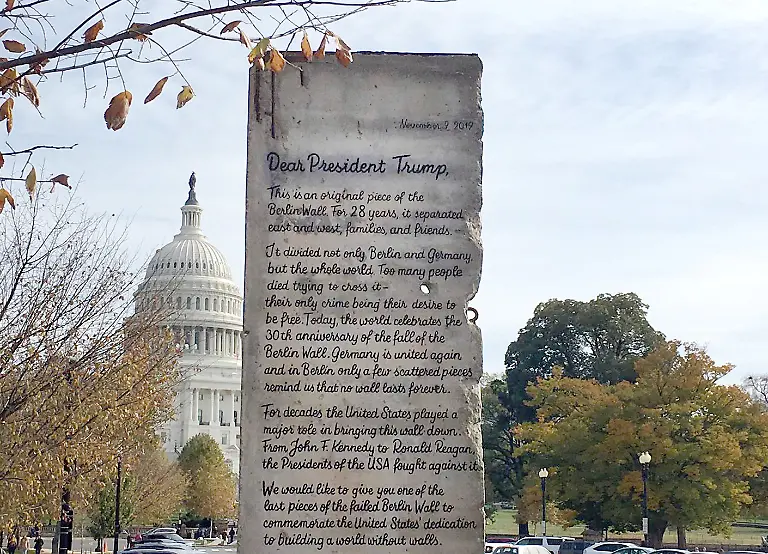 November 9 2019
Dear President Trump,
This is an original piece of the
Berlin Wall. For 28 years, it separated
east and west, families, and friends.
It divided not only Berlin and Germany,
but the whole world. Too many people
died trying to cross it –
their only crime being their desire to
be free. Today, the world celebrates the
30th anniversary of the fall of the
Berlin Wall. Germany is united again
and in Berlin only a few scattered pieces
remind us that no wall lasts forever.
For decades the United States played a
major role in bringing this wall down.
From John F. Kennedy to Ronald Reagan,
the Presidents of the USA fought against it.
We would like to give you one of the
last pieces of the failed Berlin Wall to
commemorate the United States' dedication
to building a world without walls.